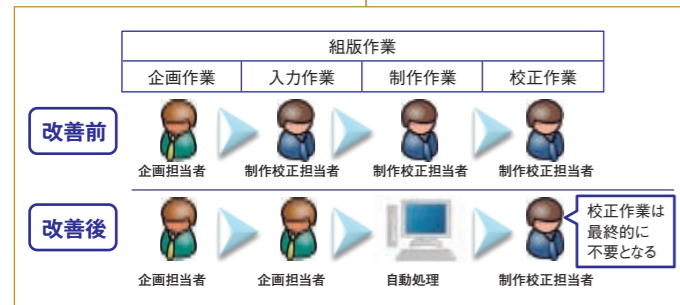 組版作業
企画作業 入力作業 制作作業 校正作業
改善前
企画担当者 制作校正担当者 制作校正担当者 制作校正担当者
改善後
校正作業は
最終的に
不要となる
企画担当者 企画担当者 自動処理 制作校正担当者